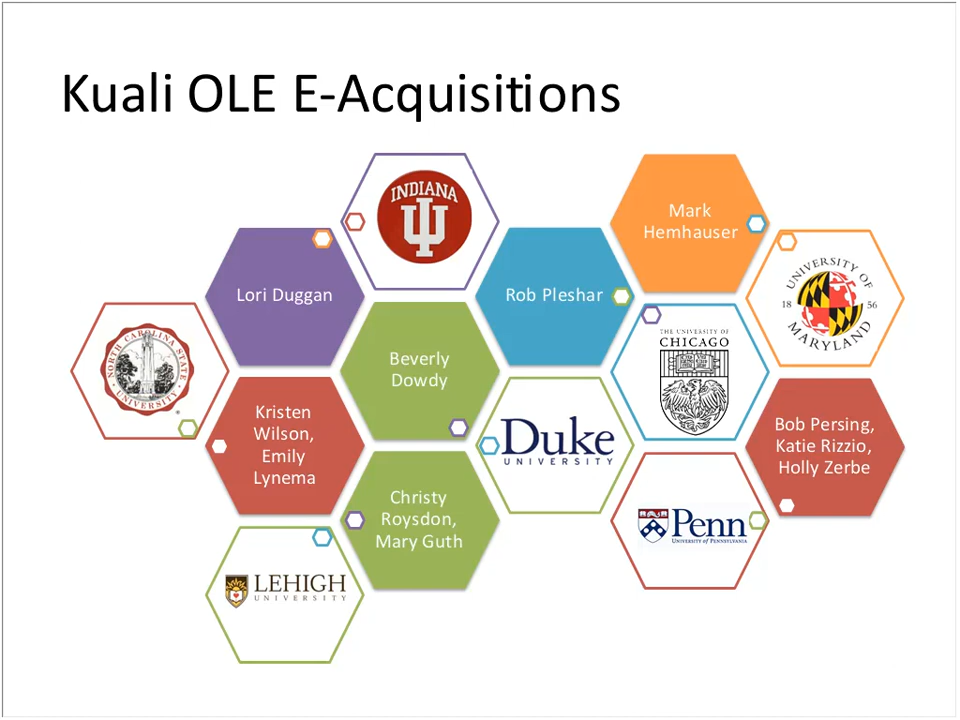 Kuali OLE E-Acquisitions
INDIANA
Mark
Hemhauser
Lori Duggan
Rob Pleshar
UNIVERSITY OF
18 56
MARYLAND
NORTH CAROLINA STATE
UNIVERSITY
Beverly
Dowdy
THE UNIVERSITY OF
CHICAGO
Kristen
Wilson,
Emily
Lynema
Duke
UNIVERSITY
Bob Persing,
Katie Rizzio,
Holly Zerbe
Christy
Roysdon,
Mary Guth
Penn
UNIVERSITY OF PENNSYLVANIA
LEHIGH
UNIVERSITY